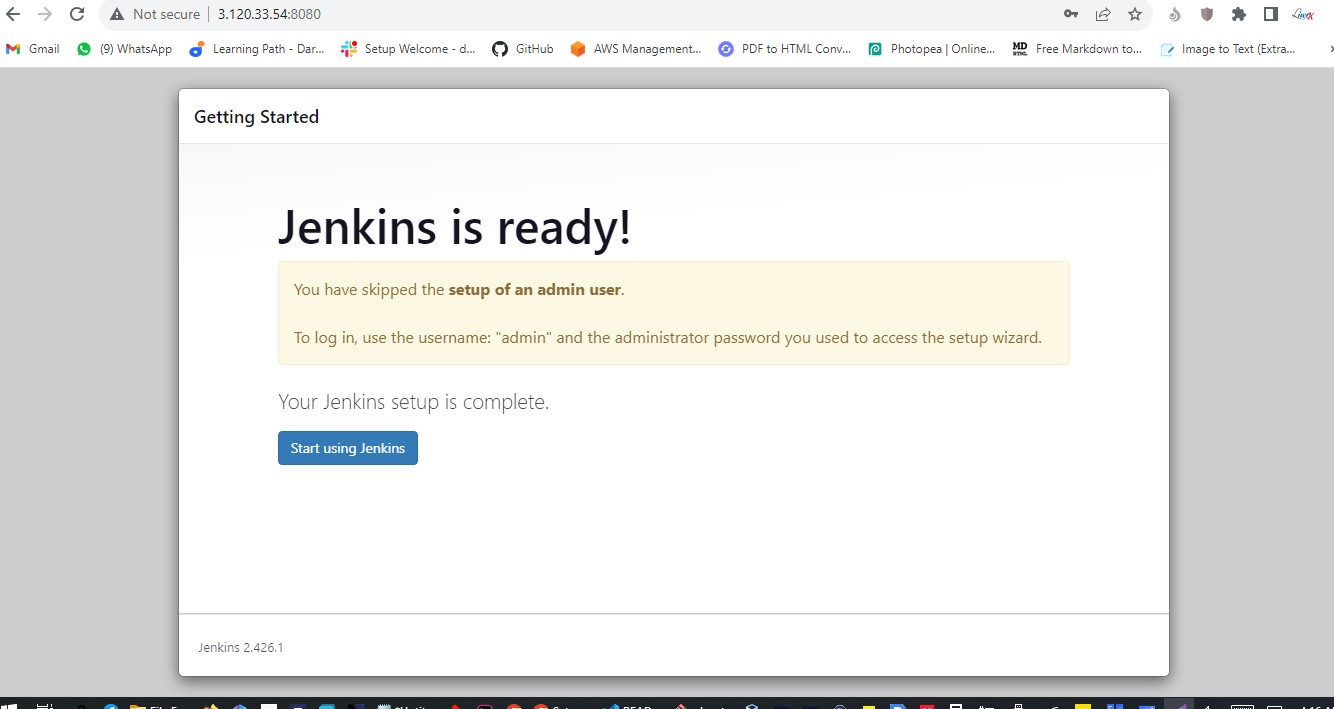 Not secure 3.120.33.54:8080
Gmail (9) WhatsApp Learning Path - Dar... Setup Welcome - d... GitHub AWS Management... PDF to HTML Conv... Photopea | Online... MD Free Markdown to... Image to Text (Extra...
Getting Started
Jenkins is ready!
You have skipped the setup of an admin user.
To log in, use the username: "admin" and the administrator password you used to access the setup wizard.
Your Jenkins setup is complete.
Start using Jenkins
Jenkins 2.426.1